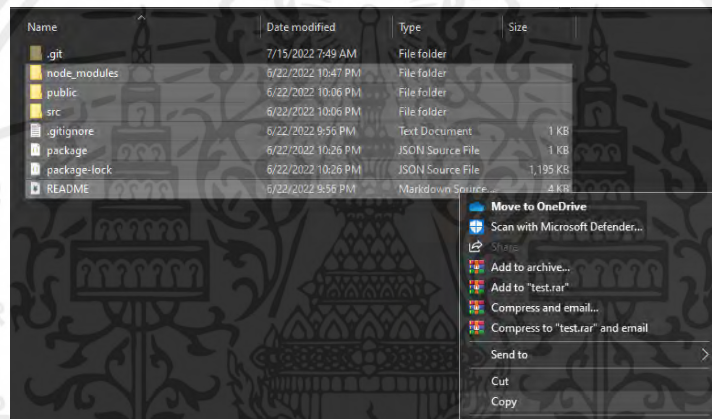 Name Date modified Type Size
.git 7/15/2022 7:49 AM File folder
node_modules 6/22/2022 10:47 PM File folder
public 6/22/2022 10:06 PM File folder
src 6/22/2022 10:06 PM File folder
.gitignore 6/22/2022 9:56 PM Text Document 1 KB
package 6/22/2022 10:26 PM JSON Source File 1 KB
package-lock 6/22/2022 10:26 PM JSON Source File 1,195 KB
README 6/22/2022 9:56 PM Markdown Source ... 4 KB
Move to OneDrive
Scan with Microsoft Defender...
Share
Add to archive...
Add to "test.rar"
Compress and email...
Compress to "test.rar" and email
Send to
Cut
Copy